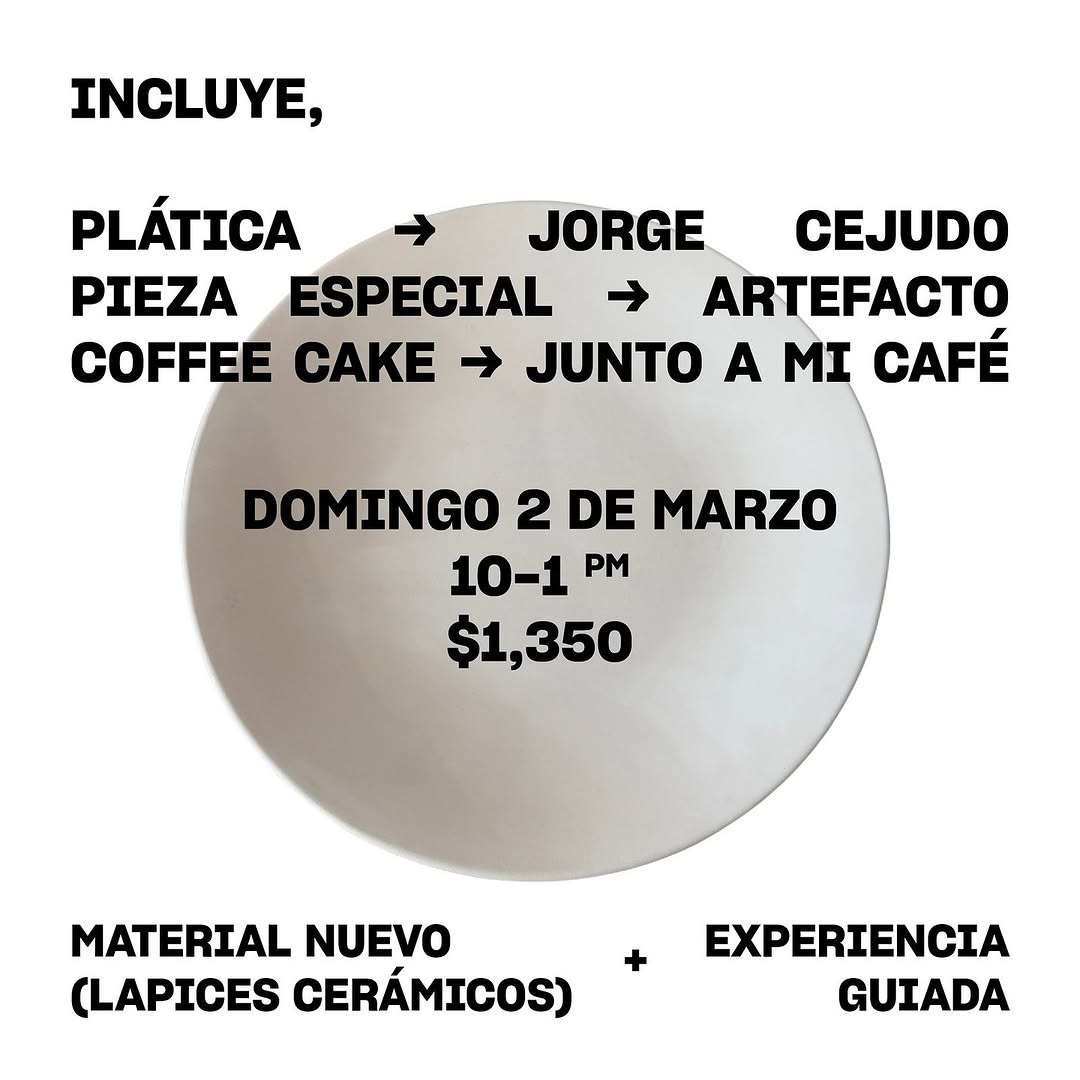 INCLUYE,
PLÁTICA → JORGE CEJUDO
PIEZA ESPECIAL → ARTEFACTO
COFFEE CAKE → JUNTO A MI CAFÉ
DOMINGO 2 DE MARZO
10–1 PM
$1,350
MATERIAL NUEVO
(LAPICES CERÁMICOS)
+
EXPERIENCIA
GUIADA